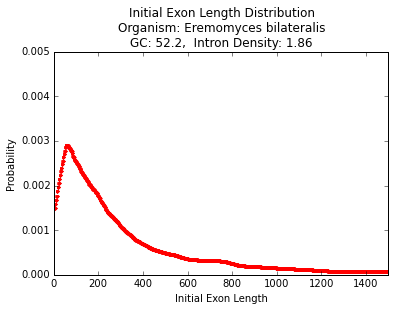 Initial Exon Length Distribution
Organism: Eremomyces bilateralis
GC: 52.2,  Intron Density: 1.86
0.005
0.004
0.003
0.002
0.001
0.000
Probability
0 200 400 600 800 1000 1200 1400
Initial Exon Length